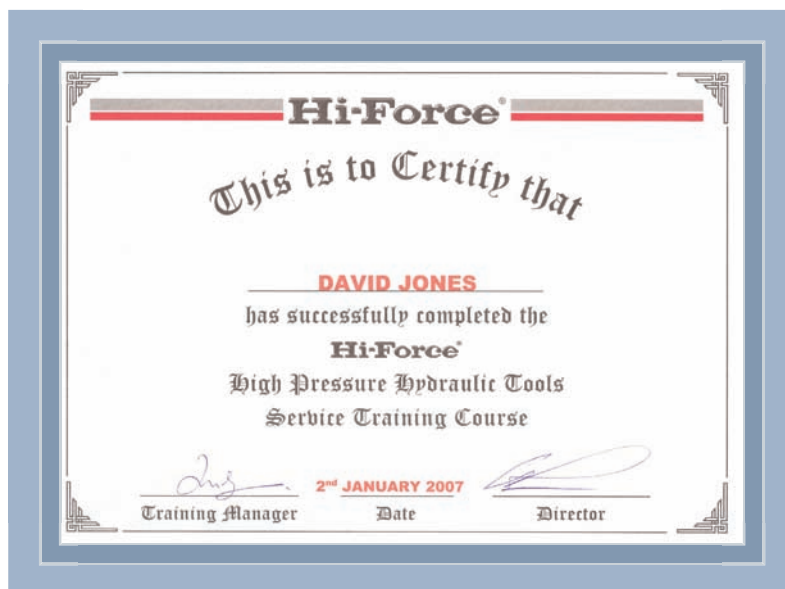 Hi-Force®
This is to Certify that
DAVID JONES
has successfully completed the
Hi-Force®
High Pressure Hydraulic Tools
Service Training Course
2nd JANUARY 2007
Training Manager Date Director